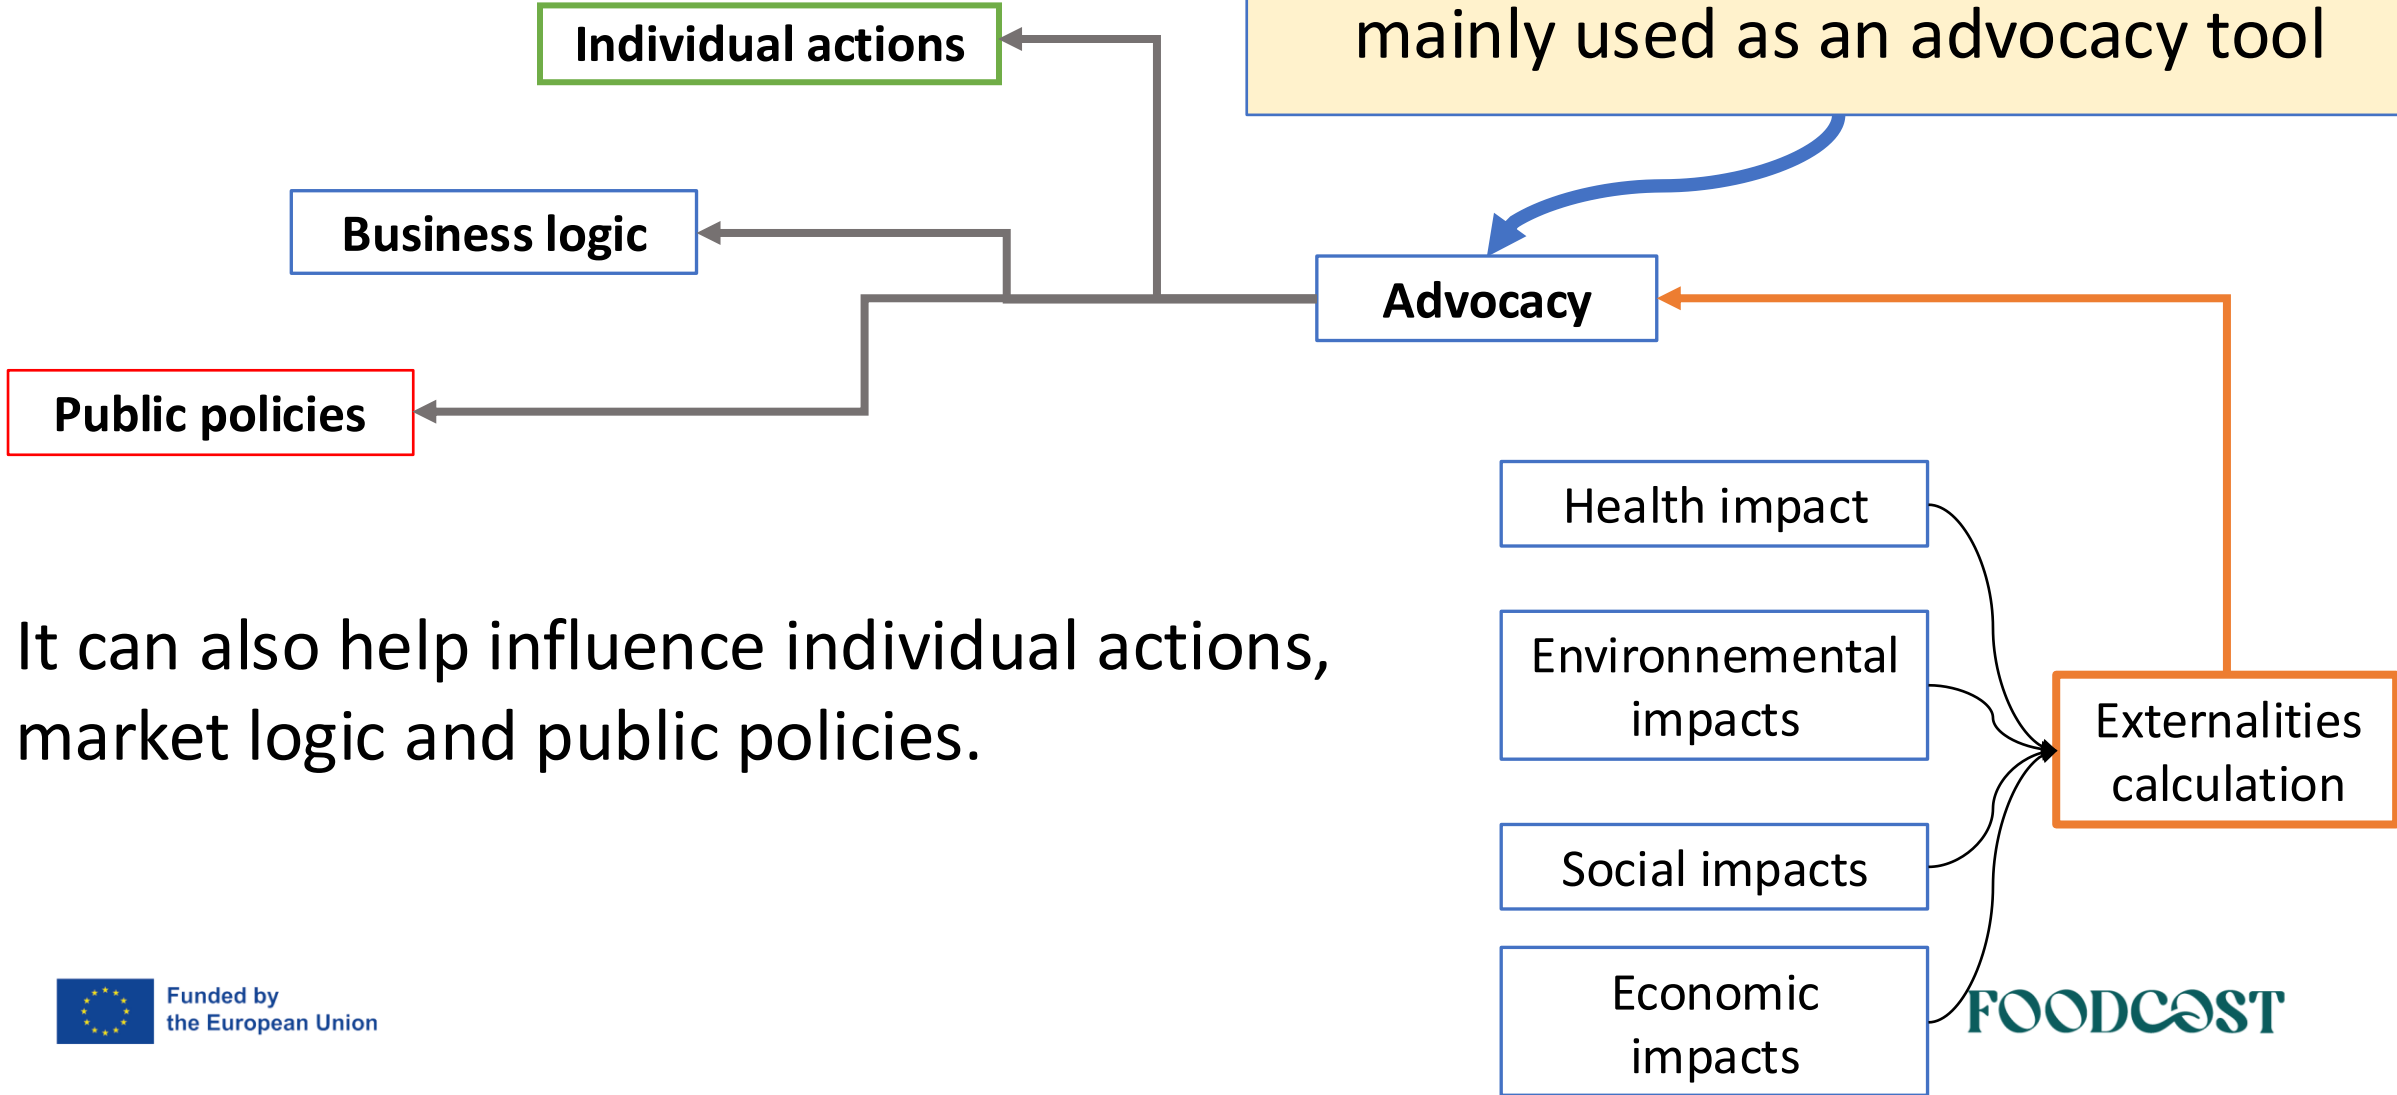 mainly used as an advocacy tool
Individual actions
Business logic
Advocacy
Public policies
Health impact
It can also help influence individual actions,
market logic and public policies.
Environnemental
impacts
Externalities
calculation
Social impacts
Economic
impacts
Funded by
the European Union
FOODCOST